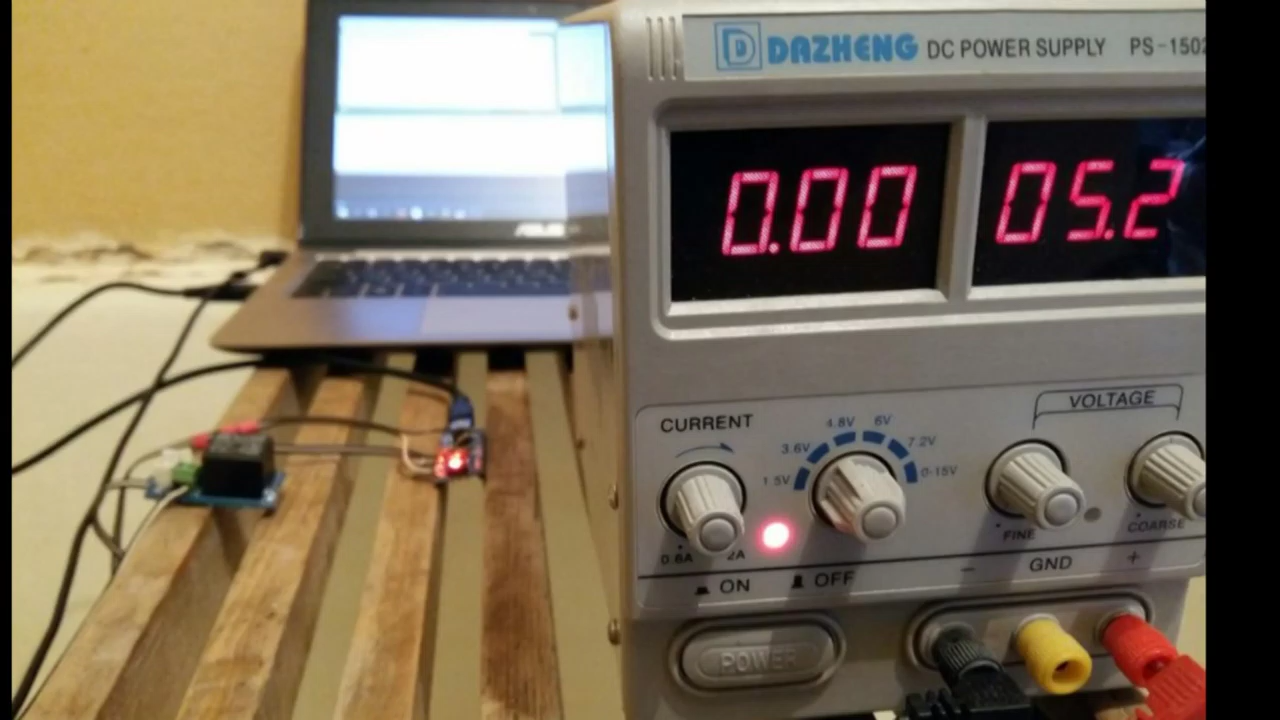 D DAZHENG DC POWER SUPPLY PS-1502
0.00 05.2
ASUS
VOLTAGE
CURRENT
4.8V 6V
3.6V 7.2V
1.5V 0-15V
FINE COARSE
0.6A 2A
ON OFF - GND +
POWER